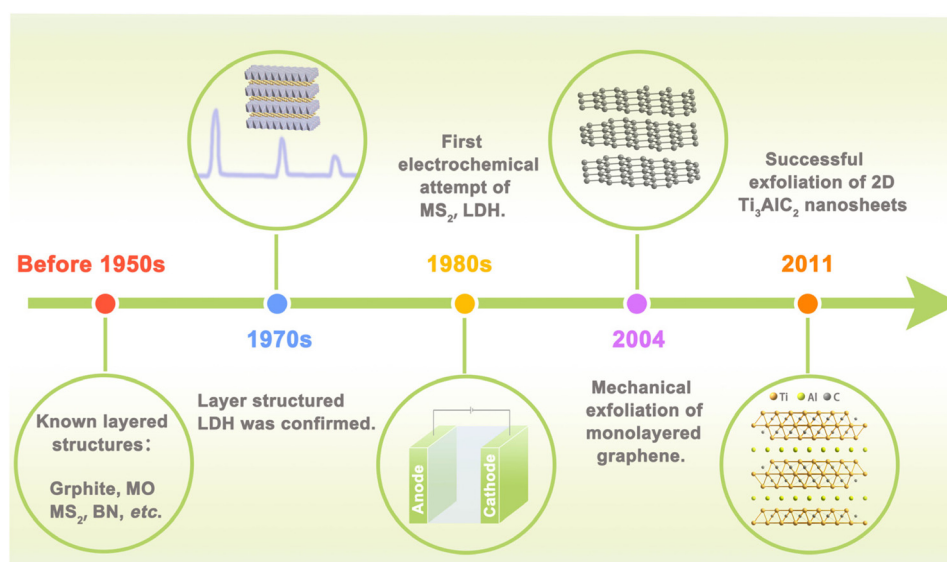 Before 1950s
Known layered
structures:
Grphite, MO
MS₂, BN, etc.
1970s
Layer structured
LDH was confirmed.
First
electrochemical
attempt of
MS₂, LDH.
1980s
Anode
Cathode
2004
Mechanical
exfoliation of
monolayered
graphene.
Successful
exfoliation of 2D
Ti₃AlC₂ nanosheets
2011
Ti Al C